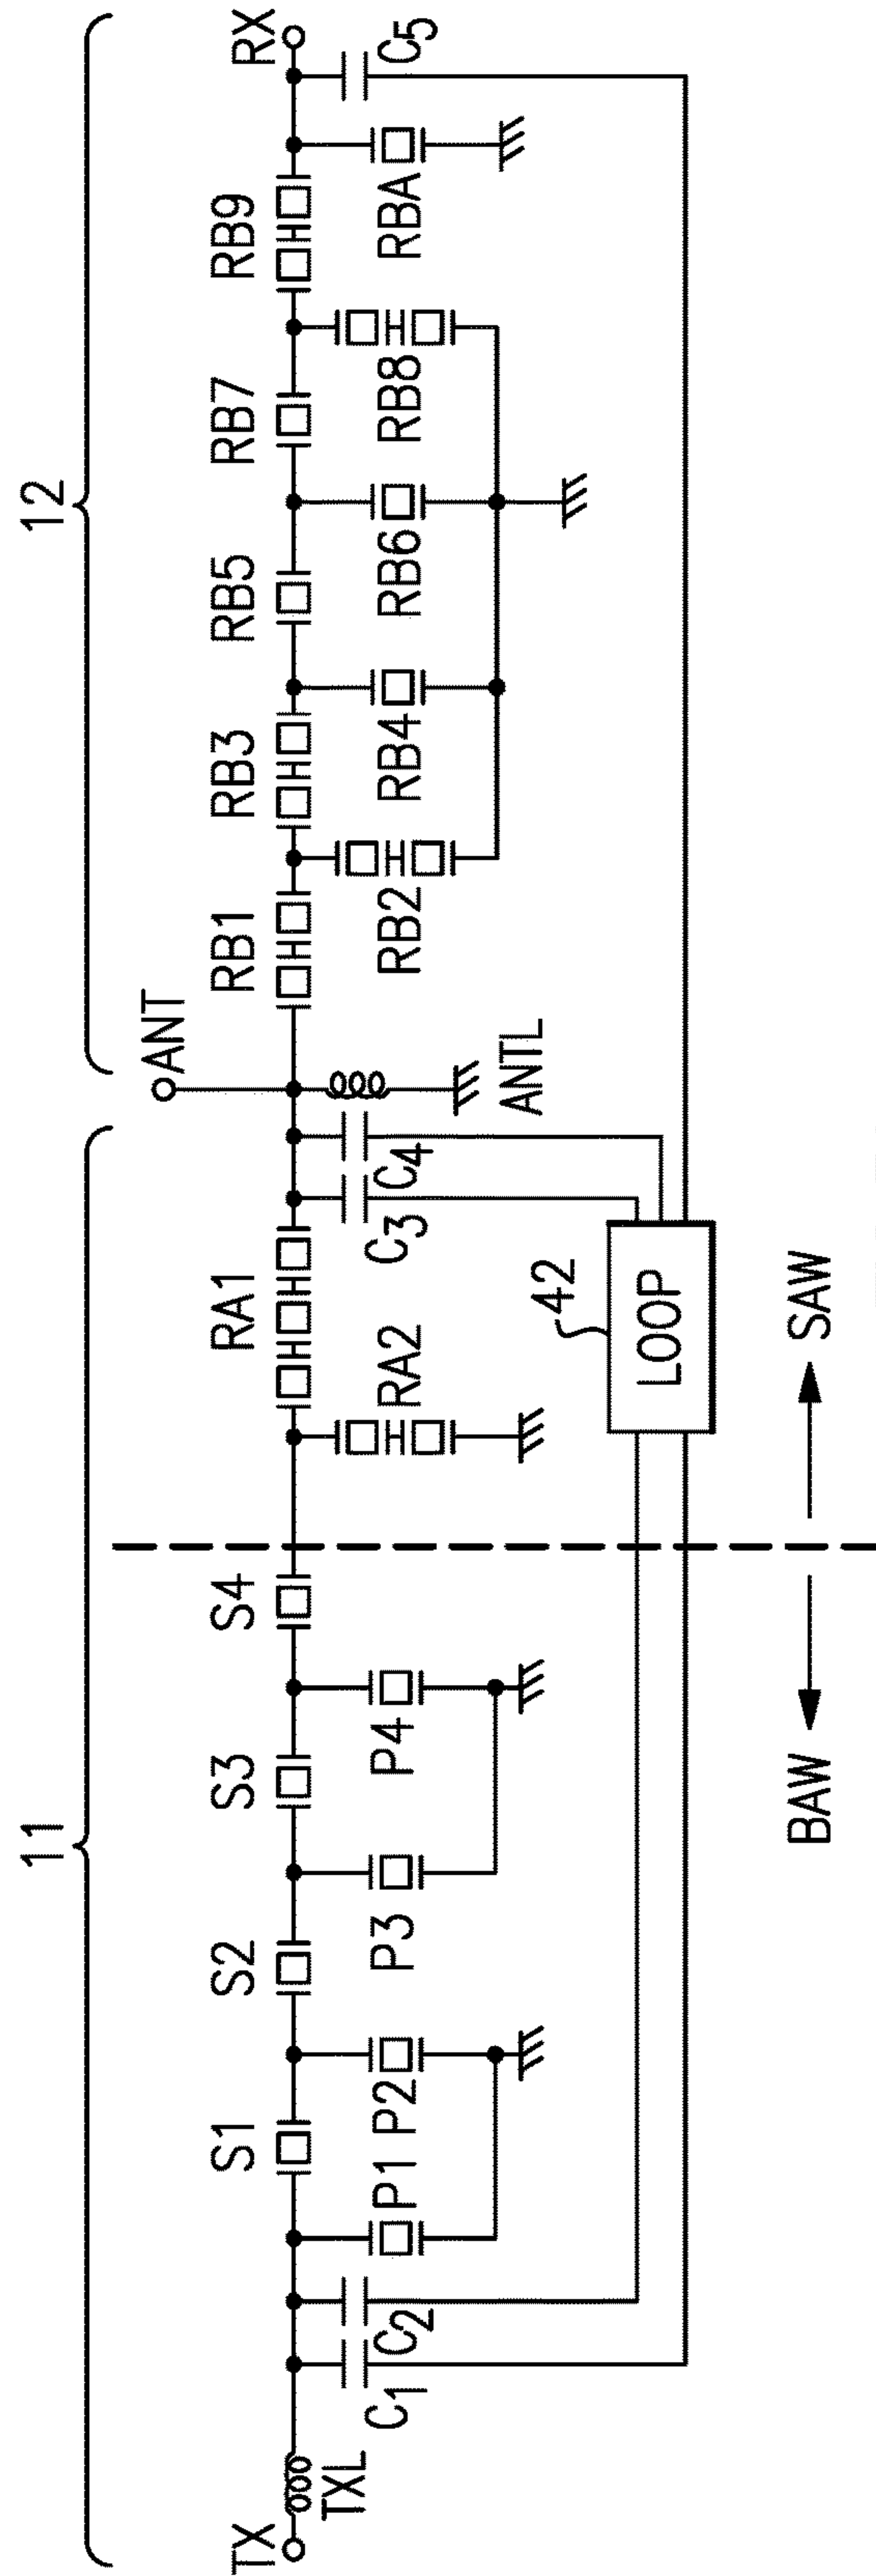 11
12
TX
TXL
C1
C2
P1
S1
P2
S2
P3
S3
P4
S4
RA2
RA1
C3
C4
ANT
ANTL
RB1
RB2
RB3
RB4
RB5
RB6
RB7
RB8
RB9
RBA
C5
RX
42
LOOP
BAW
SAW